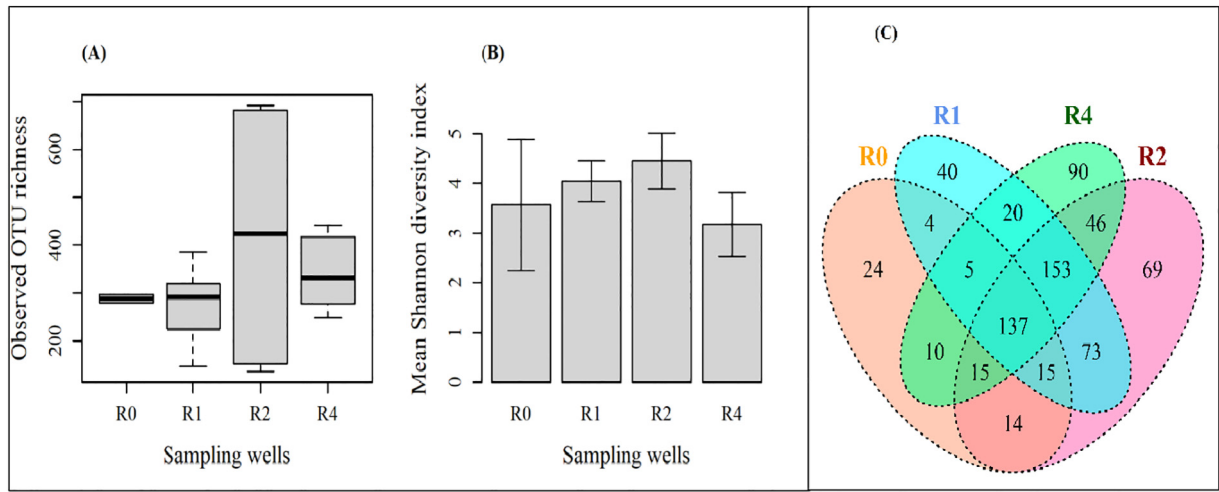 (A)
Observed OTU richness
600
400
200
R0 R1 R2 R4
Sampling wells
(B)
Mean Shannon diversity index
5
4
3
2
1
0
R0 R1 R2 R4
Sampling wells
(C)
R1 R4
R0 R2
40 90
4 20 46
24 5 153 69
137
10 73
15 15
14